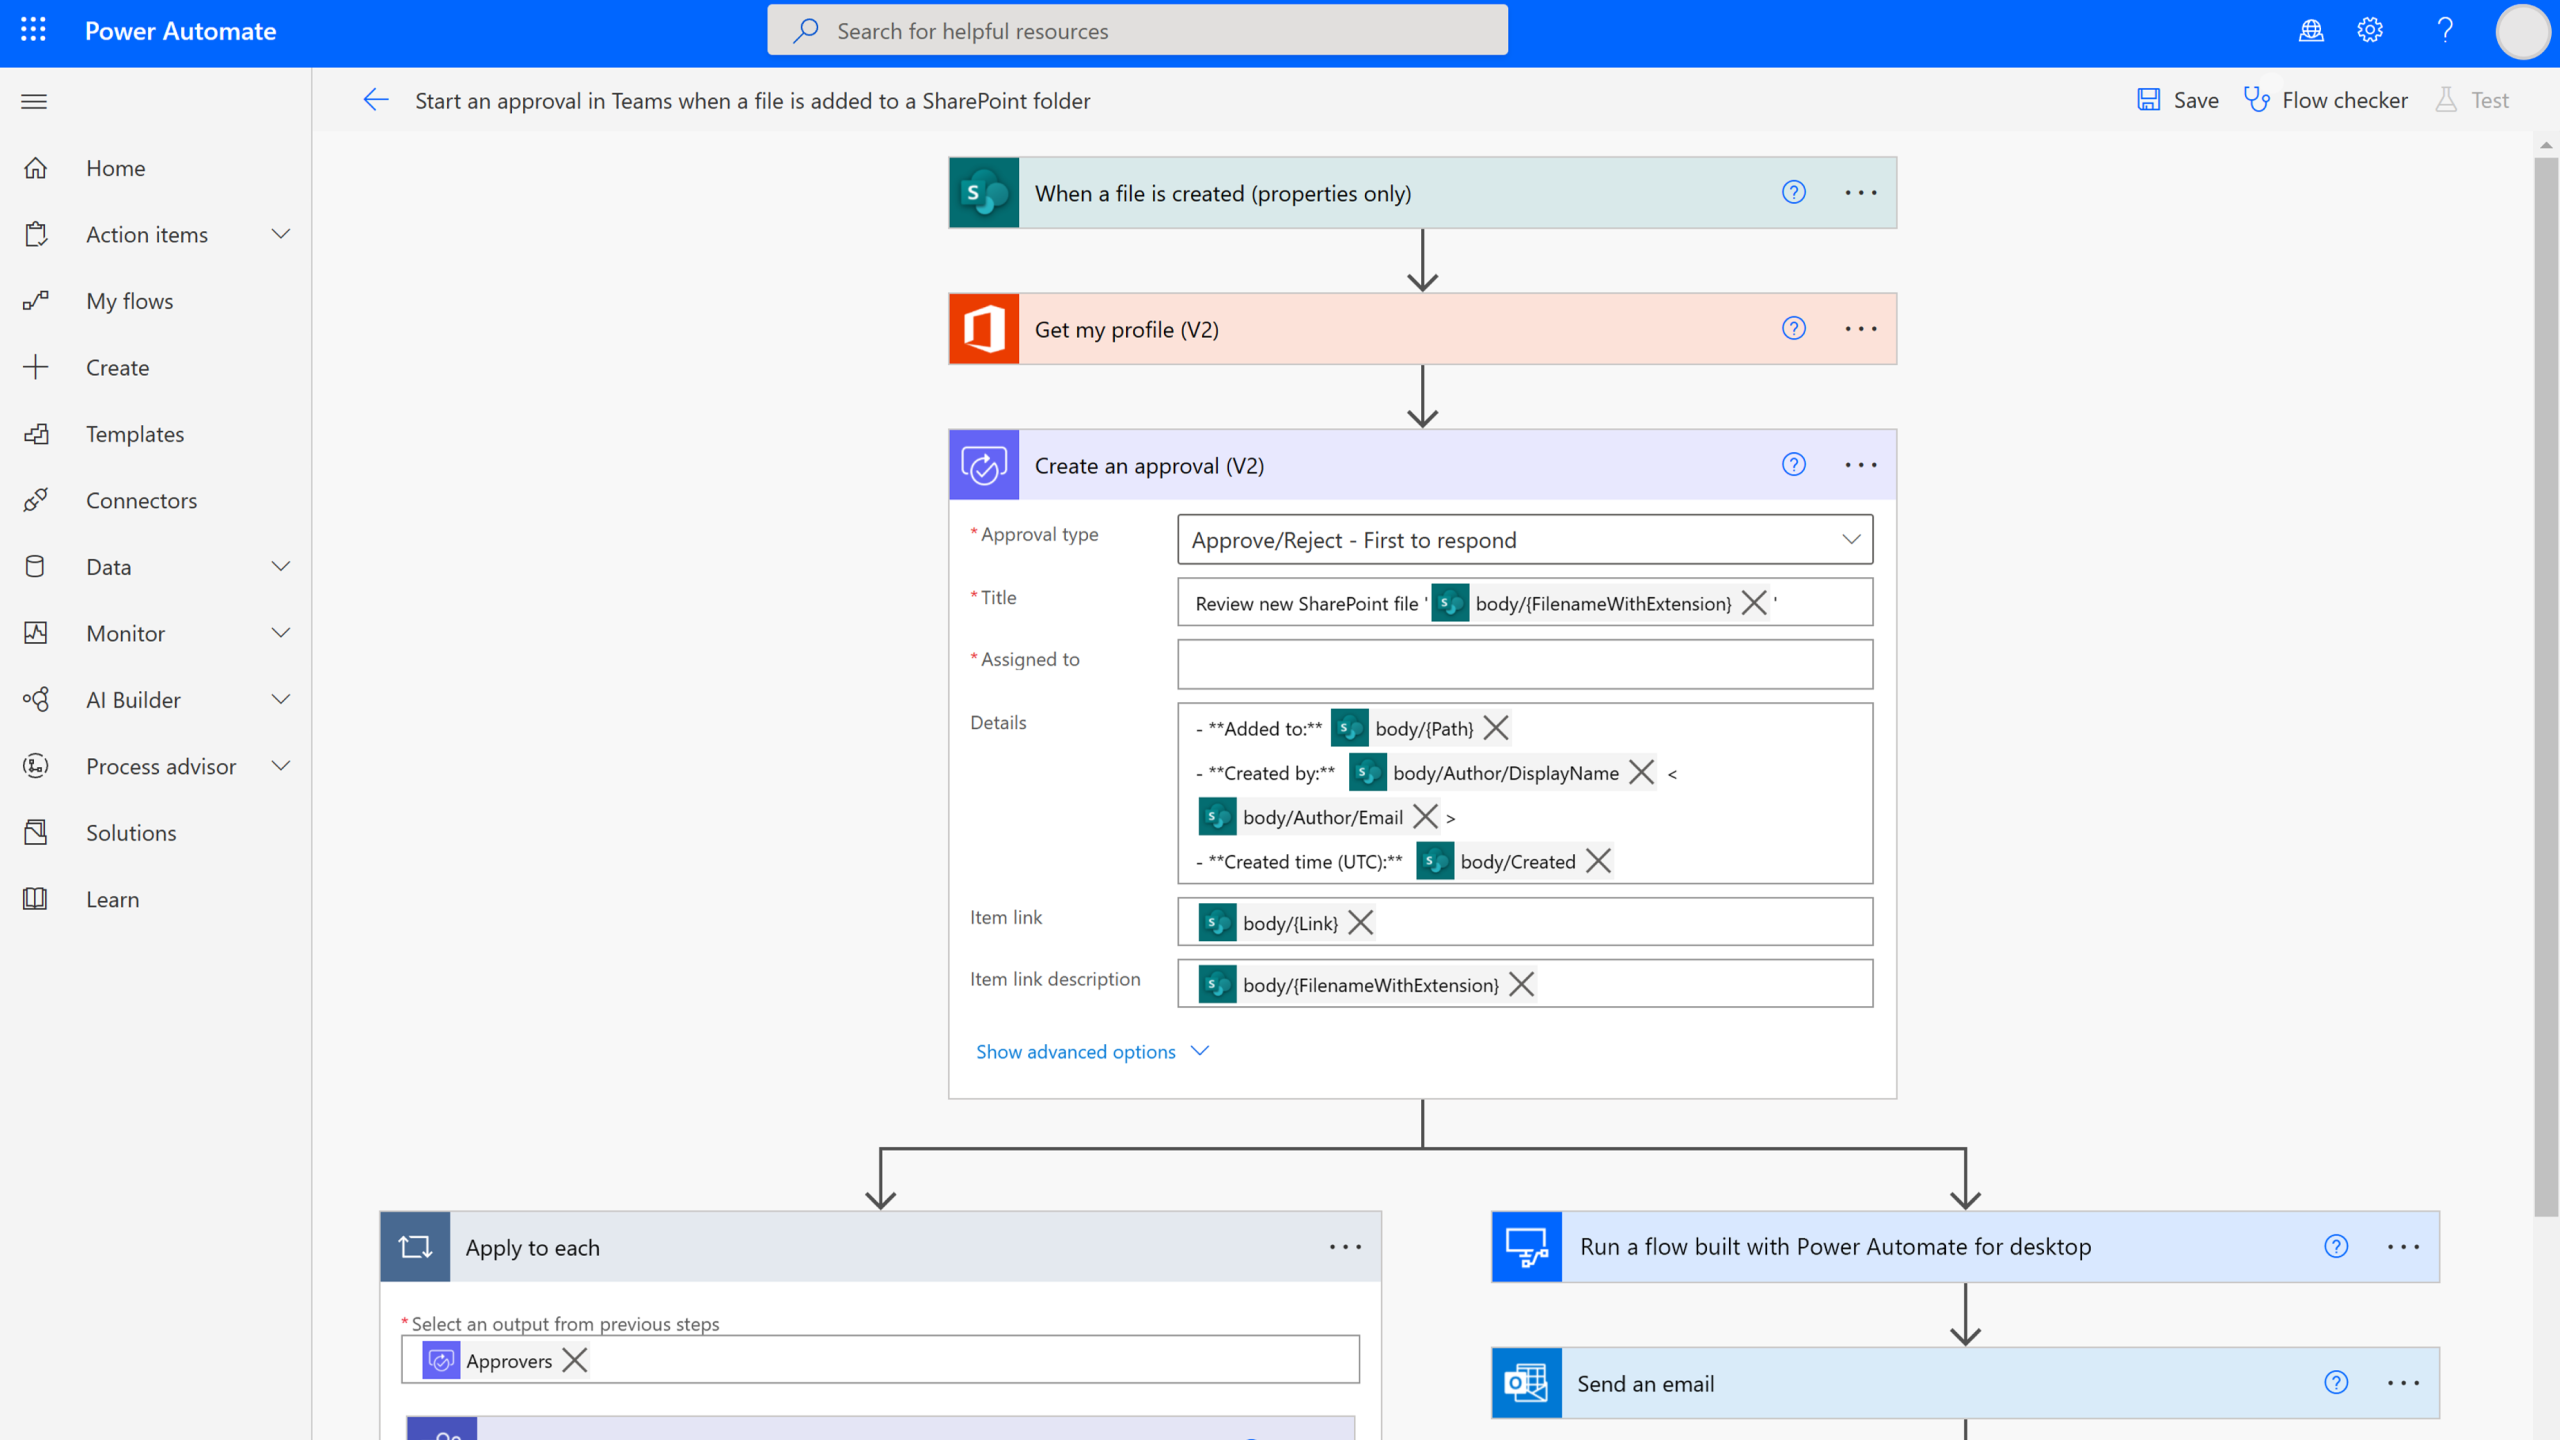 Power Automate
Search for helpful resources
?
Start an approval in Teams when a file is added to a SharePoint folder
Save
Flow checker
Test
Home
Action items
My flows
Create
Templates
Connectors
Data
Monitor
AI Builder
Process advisor
Solutions
Learn
S When a file is created (properties only) ? ...
Get my profile (V2) ? ...
Create an approval (V2) ? ...
* Approval type Approve/Reject - First to respond
* Title Review new SharePoint file ' S body/{FilenameWithExtension} '
* Assigned to
Details - **Added to:** S body/{Path}
- **Created by:** S body/Author/DisplayName <
S body/Author/Email >
- **Created time (UTC):** S body/Created
Item link S body/{Link}
Item link description S body/{FilenameWithExtension}
Show advanced options
Apply to each ...
* Select an output from previous steps
Approvers
Run a flow built with Power Automate for desktop ? ...
Send an email ? ...